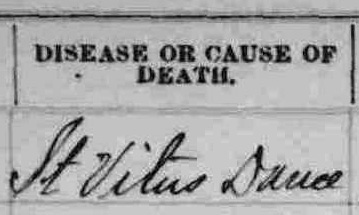 DISEASE OR CAUSE OF
DEATH.
St Vitus Dance